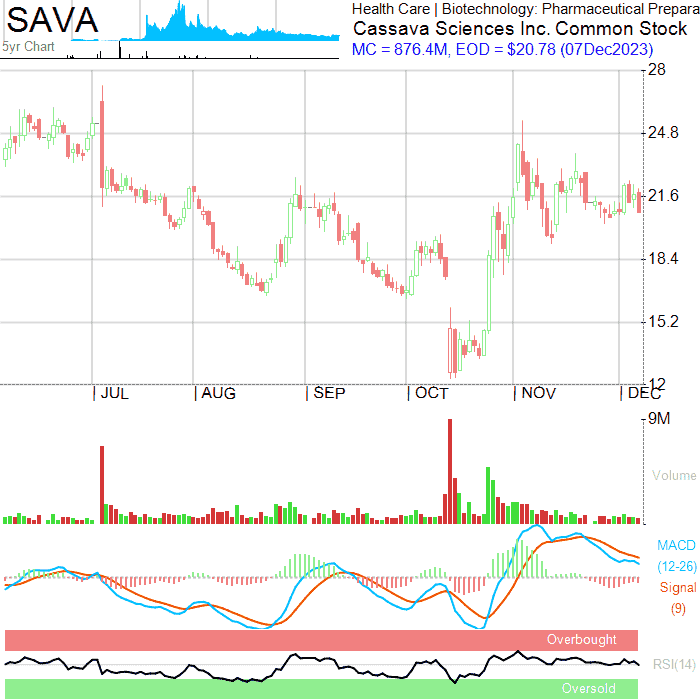 SAVA
5yr Chart
Health Care | Biotechnology: Pharmaceutical Prepara
Cassava Sciences Inc. Common Stock
MC = 876.4M, EOD = $20.78 (07Dec2023)
28
24.8
21.6
18.4
15.2
12
JUL AUG SEP OCT NOV DEC
9M
Volume
MACD
(12-26)
Signal
(9)
Overbought
RSI(14)
Oversold